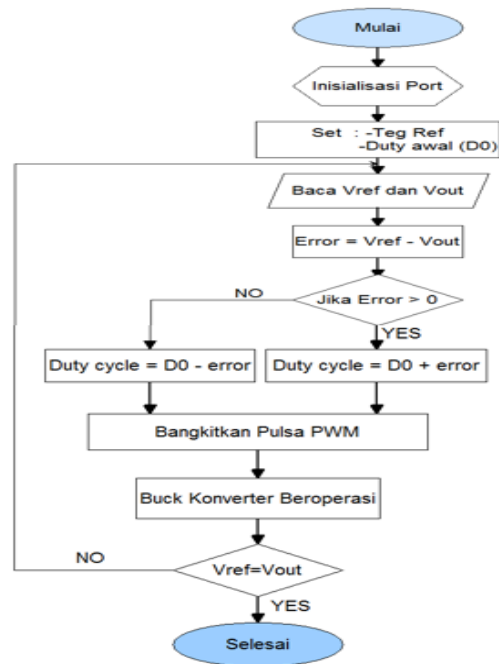 Mulai
Inisialisasi Port
Set : -Teg Ref
-Duty awal (D0)
Baca Vref dan Vout
Error = Vref - Vout
Jika Error > 0
NO
YES
Duty cycle = D0 - error
Duty cycle = D0 + error
Bangkitkan Pulsa PWM
Buck Konverter Beroperasi
Vref=Vout
NO
YES
Selesai